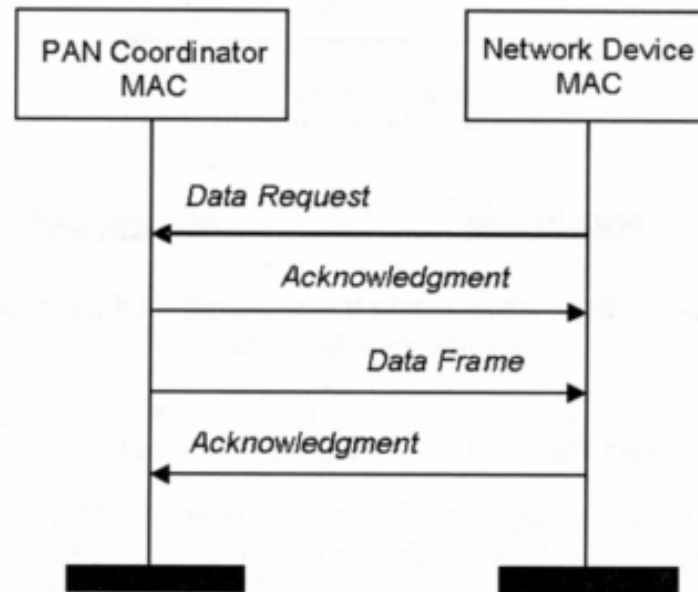 PAN Coordinator
MAC
Network Device
MAC
Data Request
Acknowledgment
Data Frame
Acknowledgment